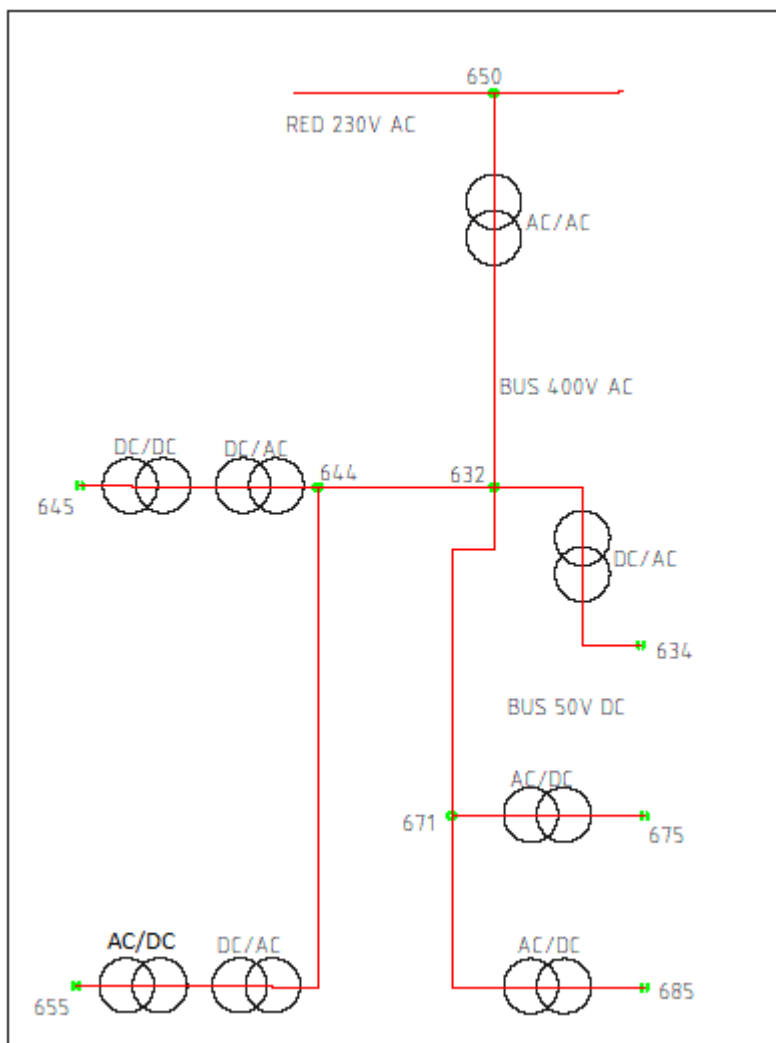 650
RED 230V AC
AC/AC
BUS 400V AC
DC/DC
DC/AC
644
632
645
DC/AC
634
BUS 50V DC
AC/DC
671
675
AC/DC
DC/AC
AC/DC
655
685